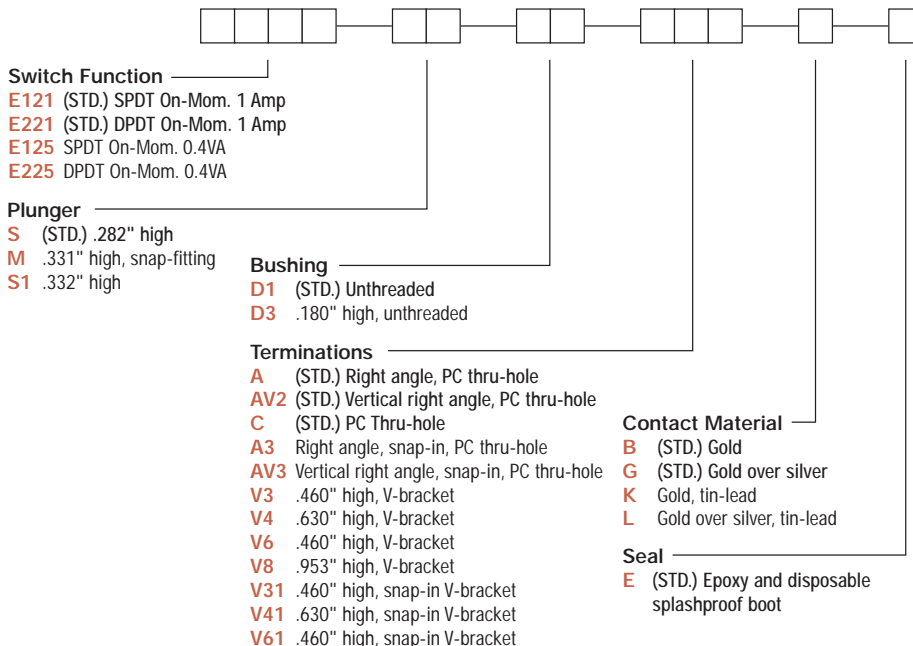 Switch Function
E121 (STD.) SPDT On-Mom. 1 Amp
E221 (STD.) DPDT On-Mom. 1 Amp
E125 SPDT On-Mom. 0.4VA
E225 DPDT On-Mom. 0.4VA
Plunger
S (STD.) .282" high
M .331" high, snap-fitting
S1 .332" high
Bushing
D1 (STD.) Unthreaded
D3 .180" high, unthreaded
Terminations
A (STD.) Right angle, PC thru-hole
AV2 (STD.) Vertical right angle, PC thru-hole
C (STD.) PC Thru-hole
A3 Right angle, snap-in, PC thru-hole
AV3 Vertical right angle, snap-in, PC thru-hole
V3 .460" high, V-bracket
V4 .630" high, V-bracket
V6 .460" high, V-bracket
V8 .953" high, V-bracket
V31 .460" high, snap-in V-bracket
V41 .630" high, snap-in V-bracket
V61 .460" high, snap-in V-bracket
Contact Material
B (STD.) Gold
G (STD.) Gold over silver
K Gold, tin-lead
L Gold over silver, tin-lead
Seal
E (STD.) Epoxy and disposable
splashproof boot